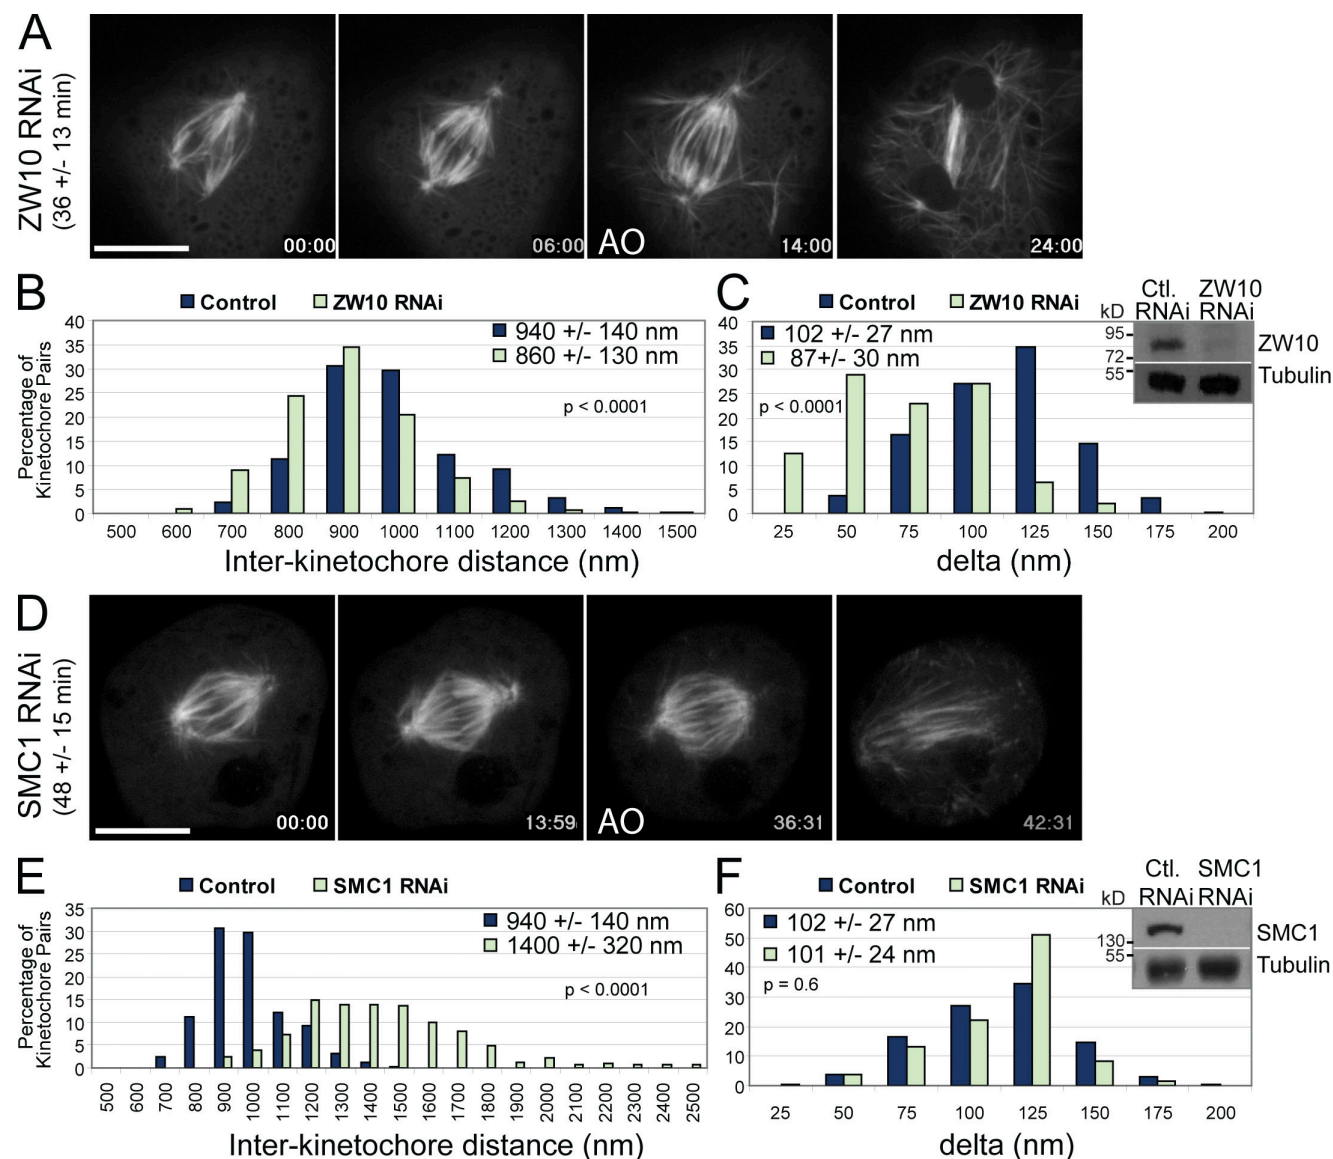 A
ZW10 RNAi
(36 +/- 13 min)
00:00
06:00
AO
14:00
24:00
B
Control
ZW10 RNAi
940 +/- 140 nm
860 +/- 130 nm
p < 0.0001
Percentage of
Kinetochore Pairs
40
35
30
25
20
15
10
5
0
500 600 700 800 900 1000 1100 1200 1300 1400 1500
Inter-kinetochore distance (nm)
C
Control
ZW10 RNAi
102 +/- 27 nm
87+/- 30 nm
p < 0.0001
40
35
30
25
20
15
10
5
0
25 50 75 100 125 150 175 200
delta (nm)
Ctl. ZW10
kD RNAi RNAi
95
72
55
ZW10
Tubulin
D
SMC1 RNAi
(48 +/- 15 min)
00:00
13:59
AO
36:31
42:31
E
Control
SMC1 RNAi
940 +/- 140 nm
1400 +/- 320 nm
p < 0.0001
Percentage of
Kinetochore Pairs
35
30
25
20
15
10
5
0
500 600 700 800 900 1000 1100 1200 1300 1400 1500 1600 1700 1800 1900 2000 2100 2200 2300 2400 2500
Inter-kinetochore distance (nm)
F
Control
SMC1 RNAi
102 +/- 27 nm
101 +/- 24 nm
p = 0.6
60
50
40
30
20
10
0
25 50 75 100 125 150 175 200
delta (nm)
Ctl. SMC1
kD RNAi RNAi
130
55
SMC1
Tubulin